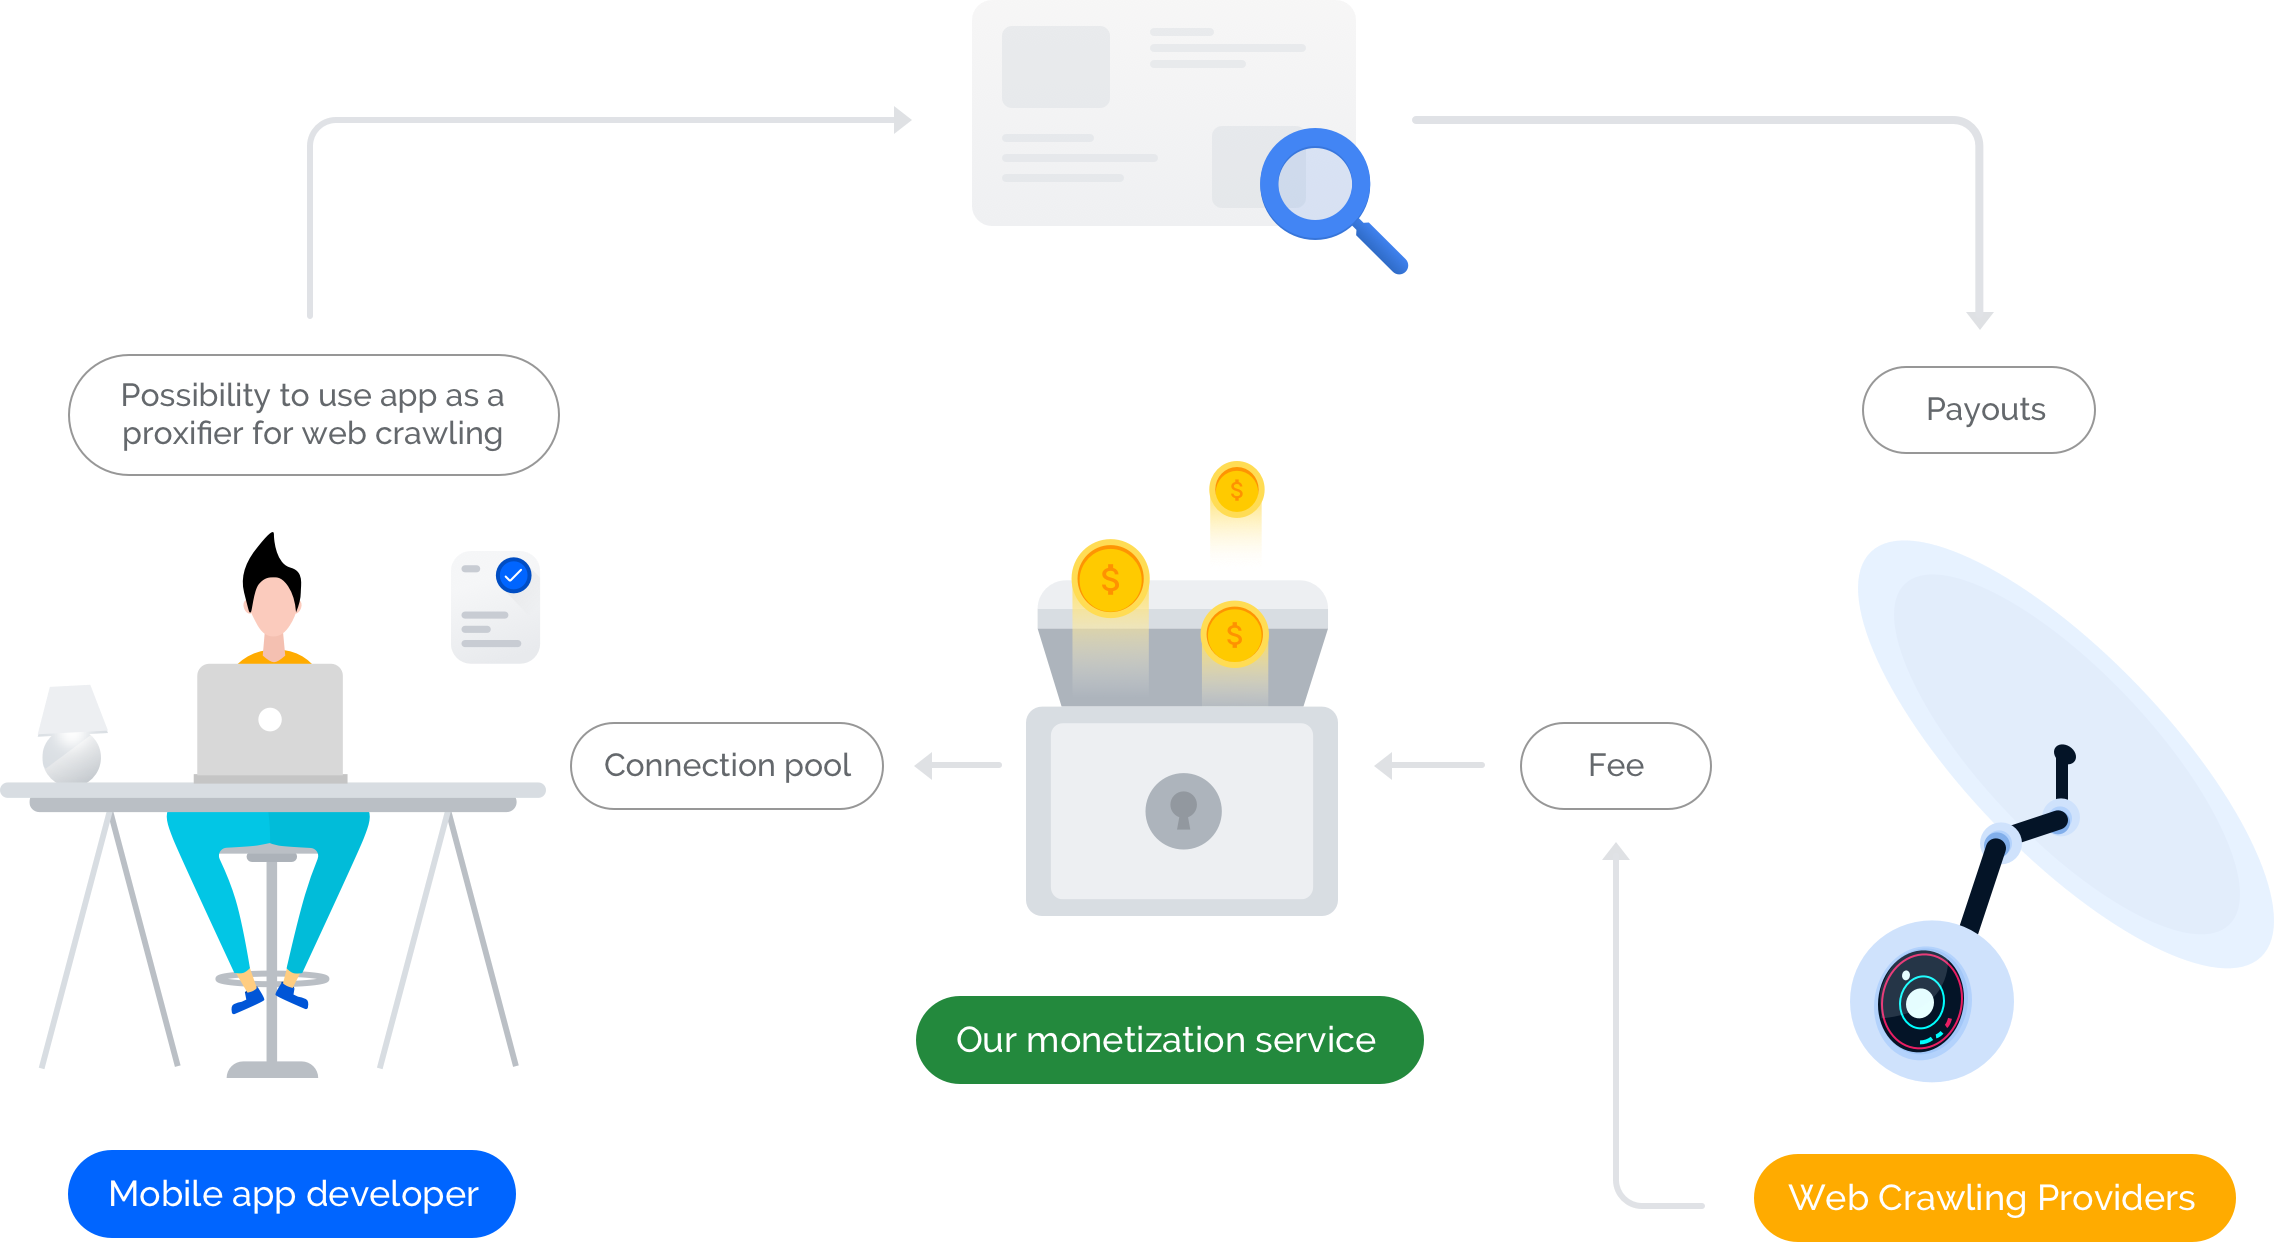 Possibility to use app as a
proxifier for web crawling
Payouts
$
$
$
Connection pool
Fee
Our monetization service
Mobile app developer
Web Crawling Providers